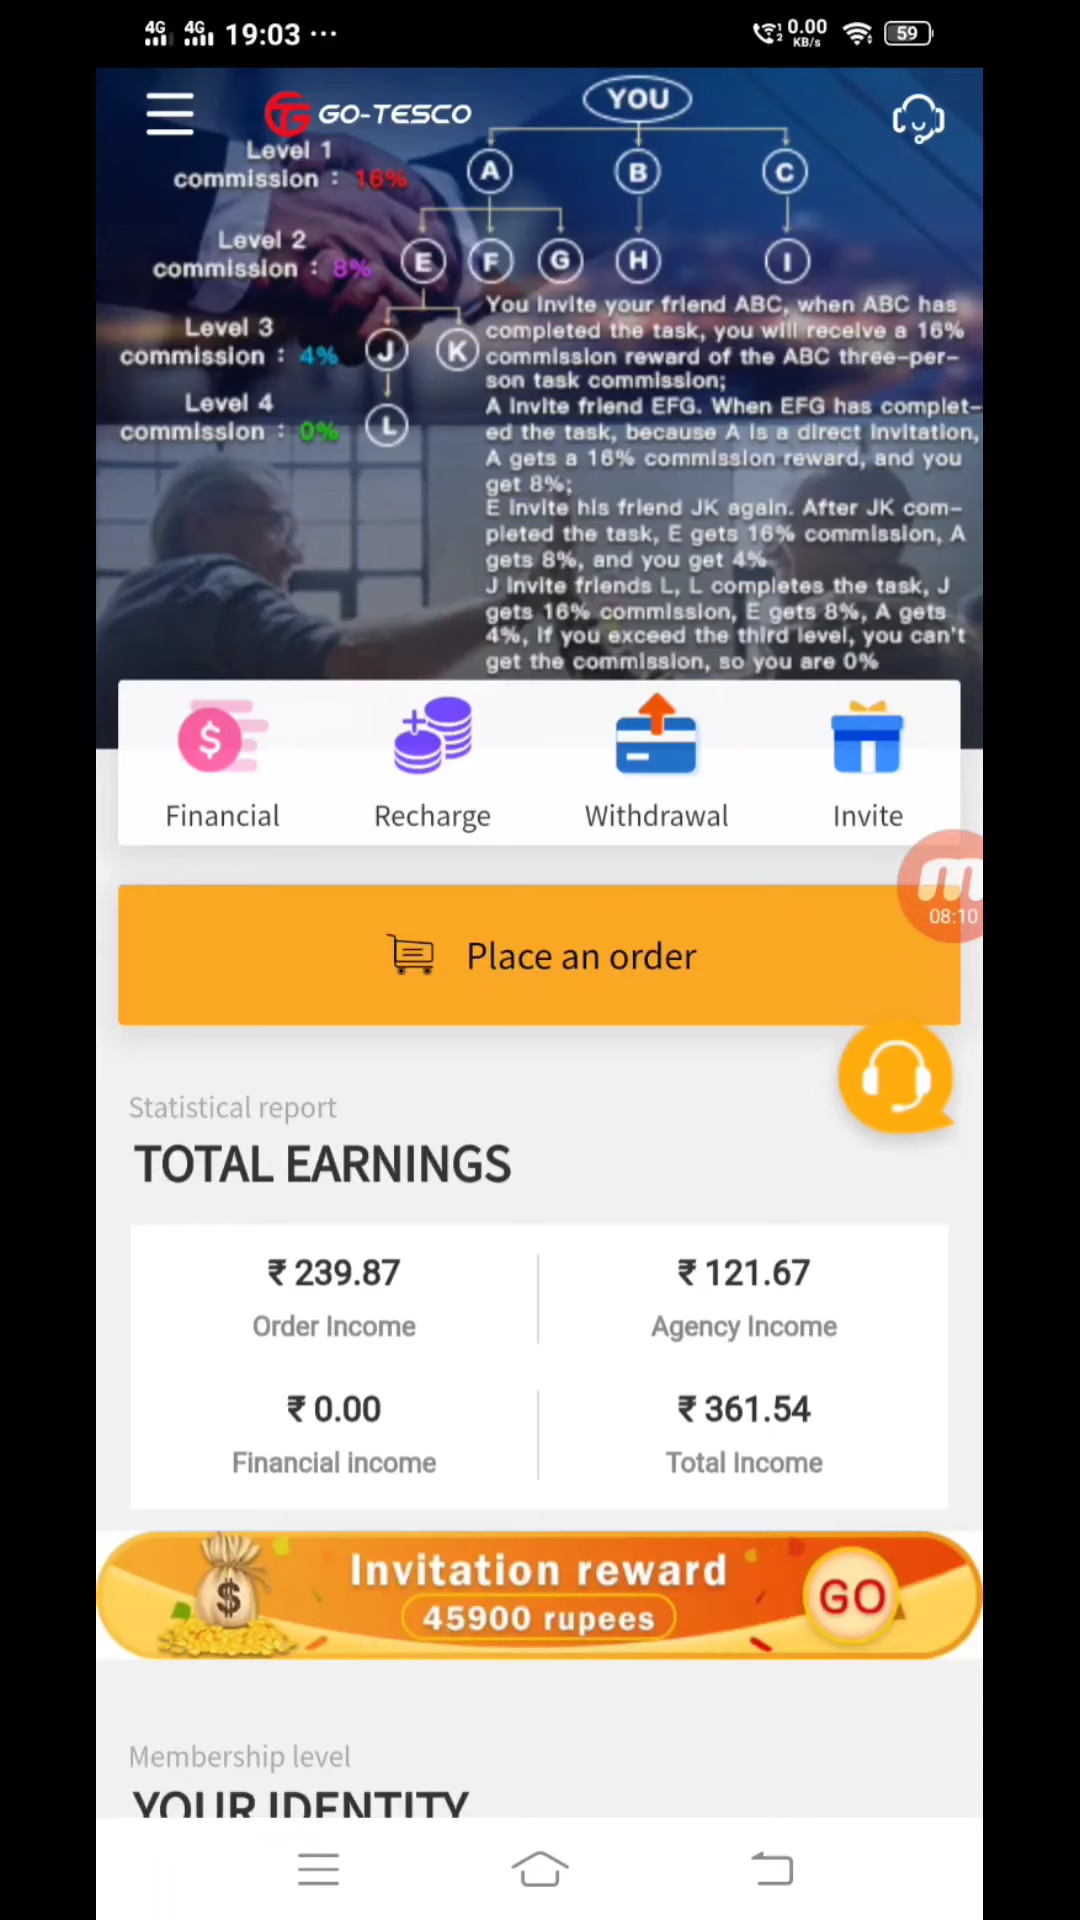 4G 4G 19:03 ... 2 0.00 KB/s 59
GO-TESCO
YOU
Level 1
commission : 16%
A B C
Level 2
commission : 8%
E F G H I
Level 3
commission : 4%
J K
Level 4
commission : 0%
L
You Invite your friend ABC, when ABC has
completed the task, you will receive a 16%
commission reward of the ABC three-per-
son task commission;
A Invite friend EFG. When EFG has complet-
ed the task, because A is a direct Invitation,
A gets a 16% commission reward, and you
get 8%;
E Invite his friend JK again. After JK com-
pleted the task, E gets 16% commission, A
gets 8%, and you get 4%
J Invite friends L, L completes the task, J
gets 16% commission, E gets 8%, A gets
4%, If you exceed the third level, you can't
get the commission, so you are 0%
Financial Recharge Withdrawal Invite
08:10
Place an order
Statistical report
TOTAL EARNINGS
₹ 239.87 ₹ 121.67
Order Income Agency Income
₹ 0.00 ₹ 361.54
Financial income Total Income
Invitation reward
45900 rupees
GO
Membership level
YOUR IDENTITY